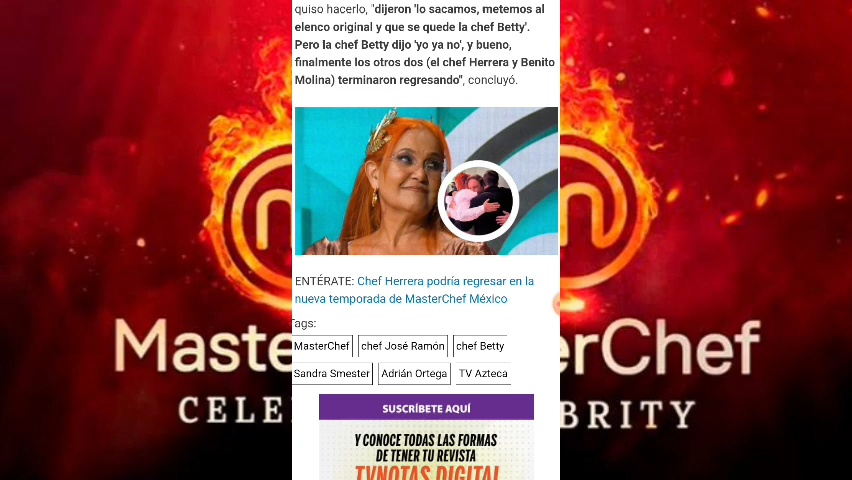 quiso hacerlo, "dijeron 'lo sacamos, metemos al
elenco original y que se quede la chef Betty'.
Pero la chef Betty dijo 'yo ya no', y bueno,
finalmente los otros dos (el chef Herrera y Benito
Molina) terminaron regresando", concluyó.
ENTÉRATE: Chef Herrera podría regresar en la
nueva temporada de MasterChef México
Tags:
MasterChef chef José Ramón chef Betty
Sandra Smester Adrián Ortega TV Azteca
SUSCRÍBETE AQUÍ
Y CONOCE TODAS LAS FORMAS
DE TENER TU REVISTA
TVNOTAS DIGITAL
Maste erChef
CELE BRITY